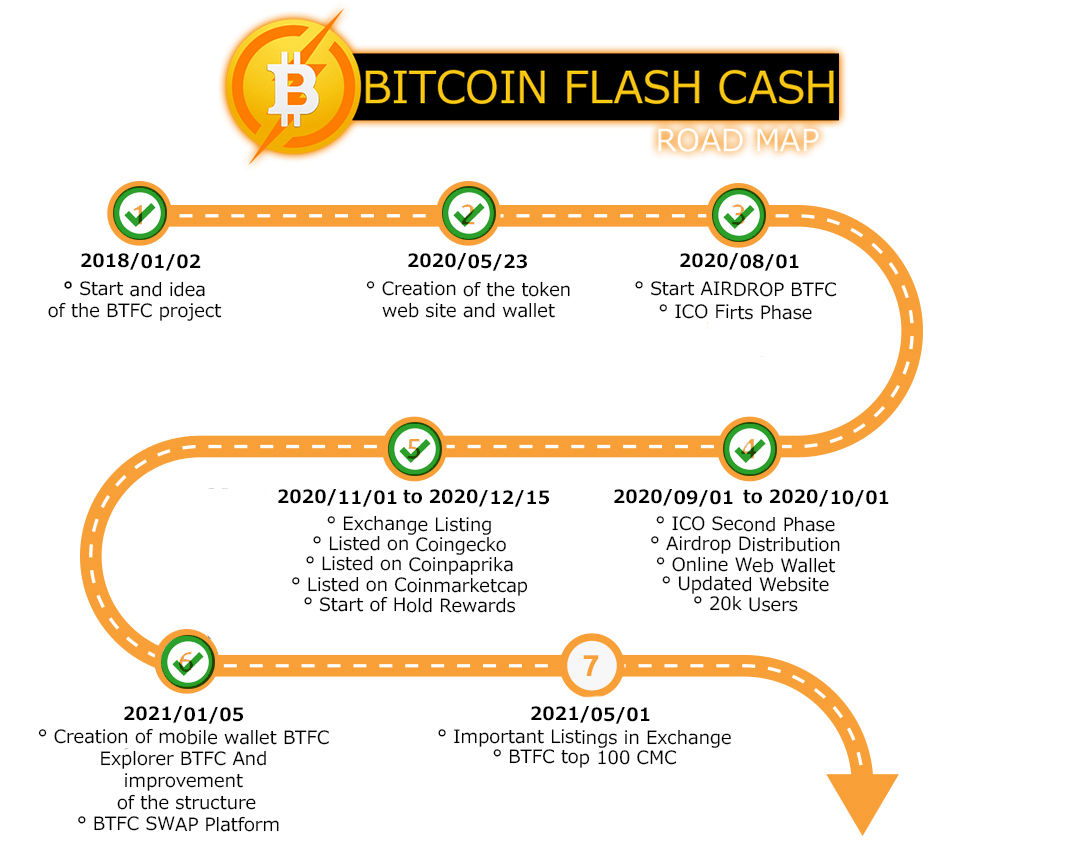 BITCOIN FLASH CASH
ROAD MAP
1
2
3
2018/01/02
2020/05/23
2020/08/01
° Start and idea
of the BTFC project
° Creation of the token
web site and wallet
° Start AIRDROP BTFC
° ICO Firts Phase
5
4
2020/11/01 to 2020/12/15
° Exchange Listing
° Listed on Coingecko
° Listed on Coinpaprika
° Listed on Coinmarketcap
° Start of Hold Rewards
2020/09/01 to 2020/10/01
° ICO Second Phase
° Airdrop Distribution
° Online Web Wallet
° Updated Website
° 20k Users
6
7
2021/01/05
° Creation of mobile wallet BTFC
Explorer BTFC And
improvement
of the structure
° BTFC SWAP Platform
2021/05/01
° Important Listings in Exchange
° BTFC top 100 CMC